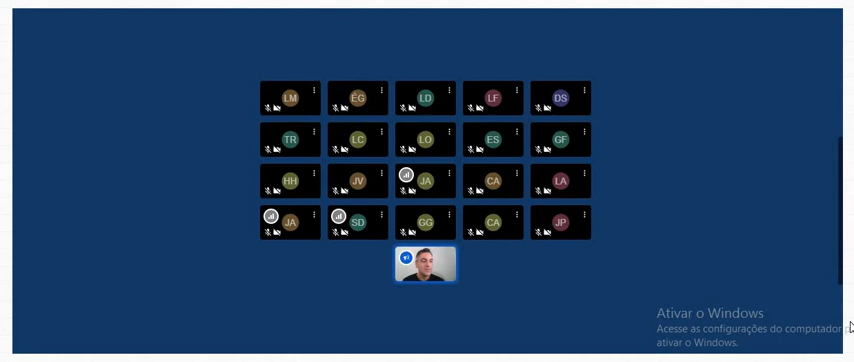 LM EG LD LF DS
TR LC LO ES GF
HH JV JA CA LA
JA SD GG CA JP
Ativar o Windows
Acesse as configurações do computador p
ativar o Windows.